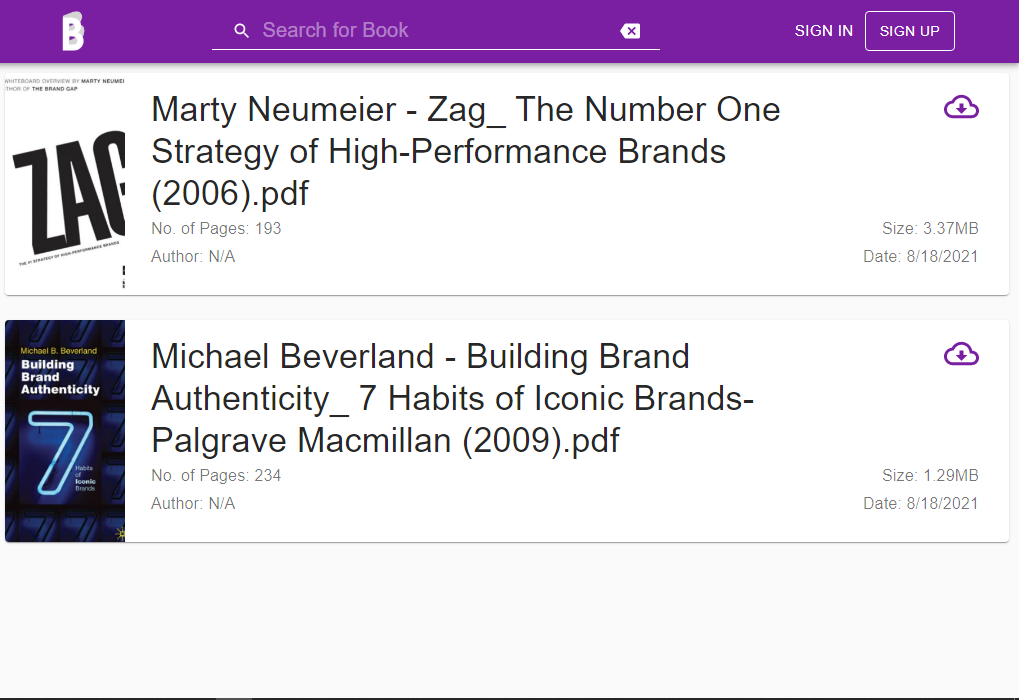 B
Search for Book
SIGN IN
SIGN UP
WHITEBOARD OVERVIEW BY MARTY NEUMEI
THOR OF THE BRAND GAP
ZAG
THE #1 STRATEGY OF HIGH-PERFORMANCE BRANDS
Marty Neumeier - Zag_ The Number One
Strategy of High-Performance Brands
(2006).pdf
No. of Pages: 193
Size: 3.37MB
Author: N/A
Date: 8/18/2021
Michael B. Beverland
Building
Brand
Authenticity
7
Habits
of
Iconic
Brands
Michael Beverland - Building Brand
Authenticity_ 7 Habits of Iconic Brands-
Palgrave Macmillan (2009).pdf
No. of Pages: 234
Size: 1.29MB
Author: N/A
Date: 8/18/2021